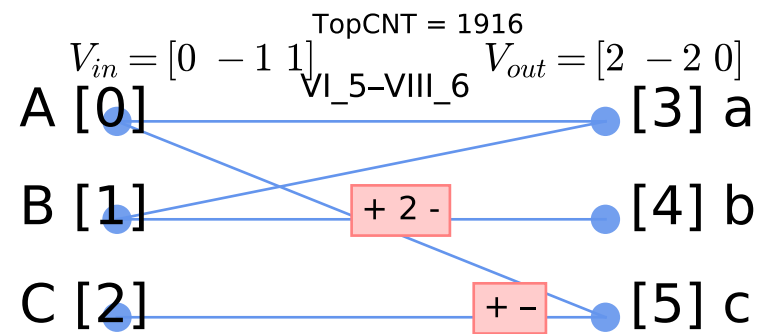 TopCNT = 1916
V_in = [0 − 1 1] V_out = [2 − 2 0]
VI_5–VIII_6
A [0] [3] a
B [1] + 2 - [4] b
C [2] + – [5] c